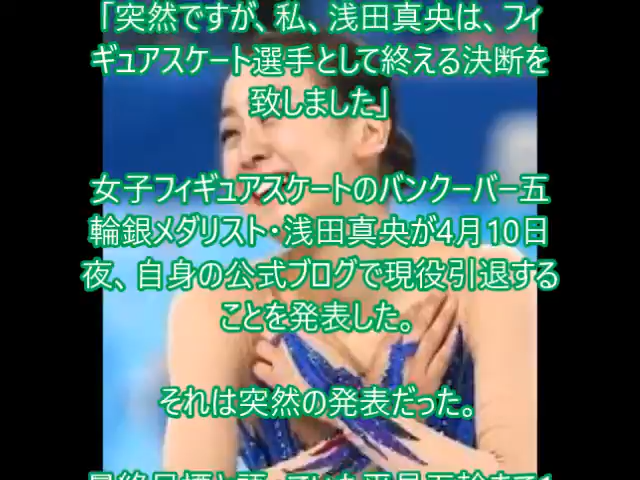 「突然ですが、私、浅田真央は、フィ
ギュアスケート選手として終える決断を
致しました」
女子フィギュアスケートのバンクーバー五
輪銀メダリスト・浅田真央が4月10日
夜、自身の公式ブログで現役引退する
ことを発表した。
それは突然の発表だった。